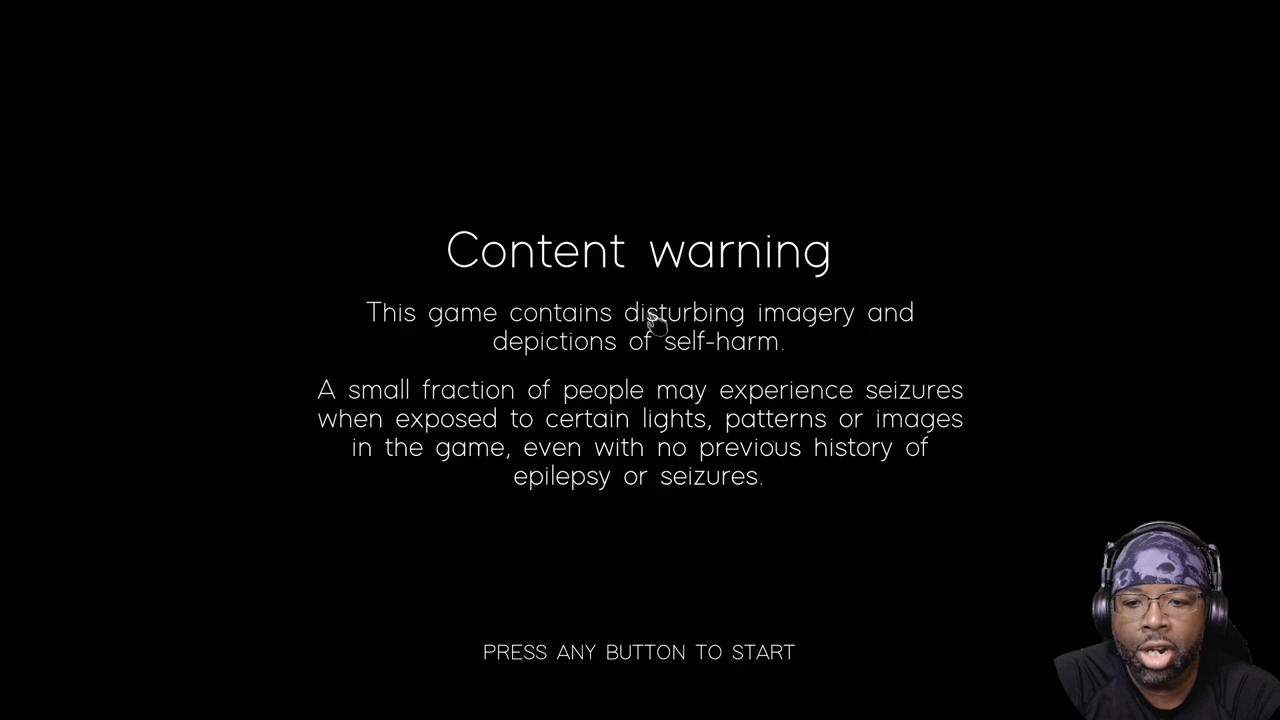 Content warning
This game contains disturbing imagery and
depictions of self-harm.
A small fraction of people may experience seizures
when exposed to certain lights, patterns or images
in the game, even with no previous history of
epilepsy or seizures.
PRESS ANY BUTTON TO START